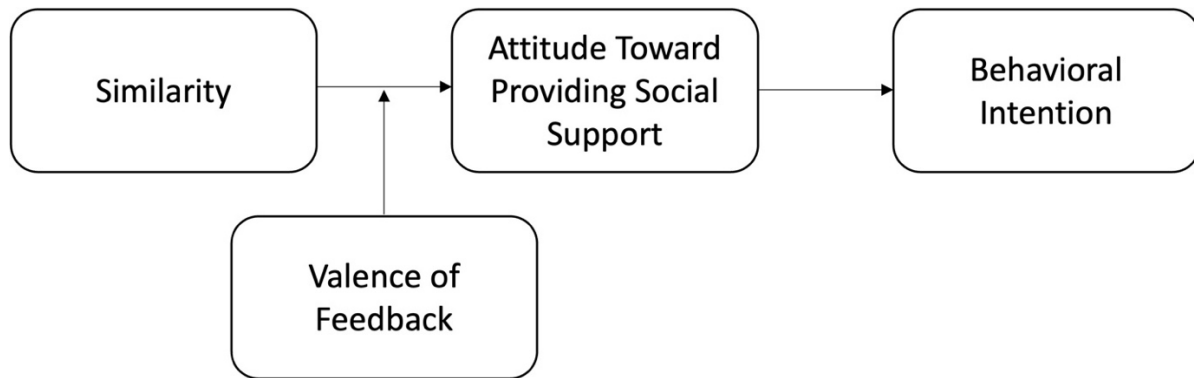 Similarity
Attitude Toward
Providing Social
Support
Behavioral
Intention
Valence of
Feedback